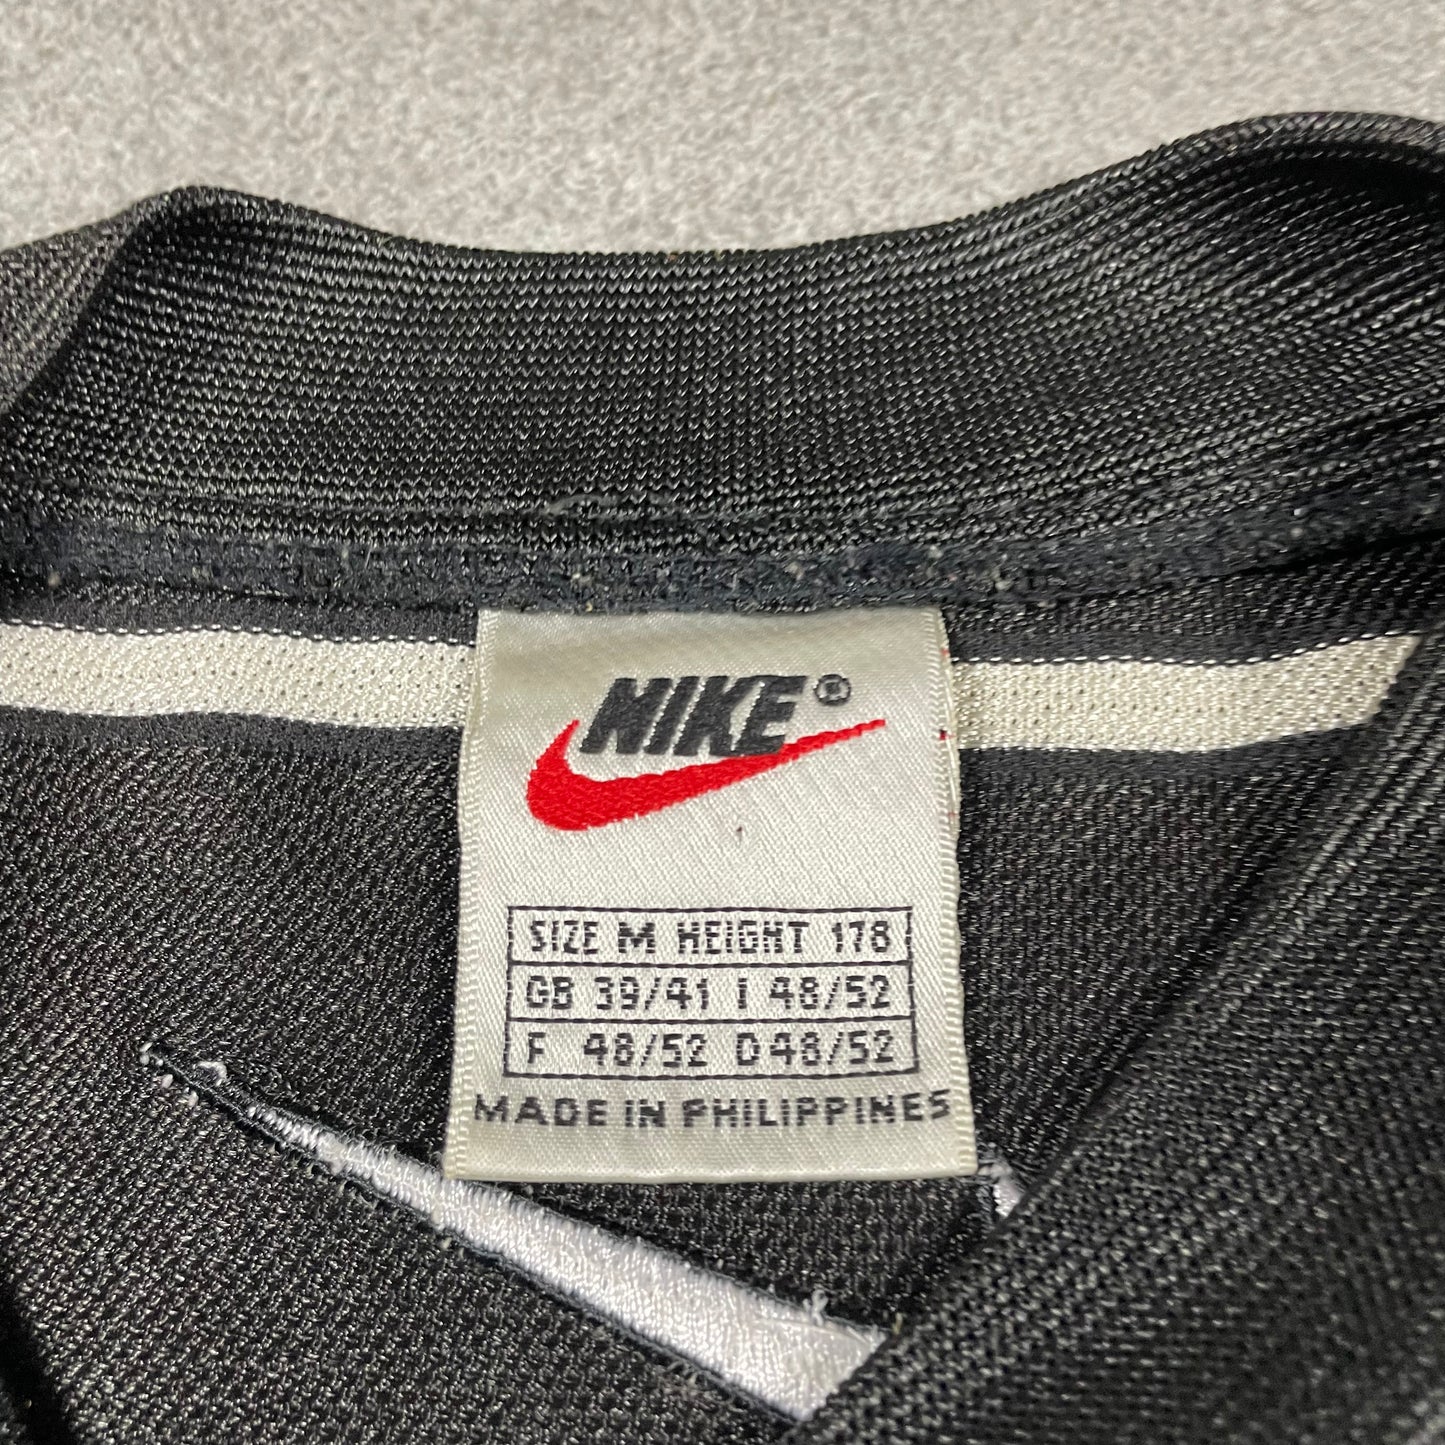 NIKE®
SIZE M HEIGHT 178
GB 39/41 I 48/52
F 48/52 D 48/52
MADE IN PHILIPPINES